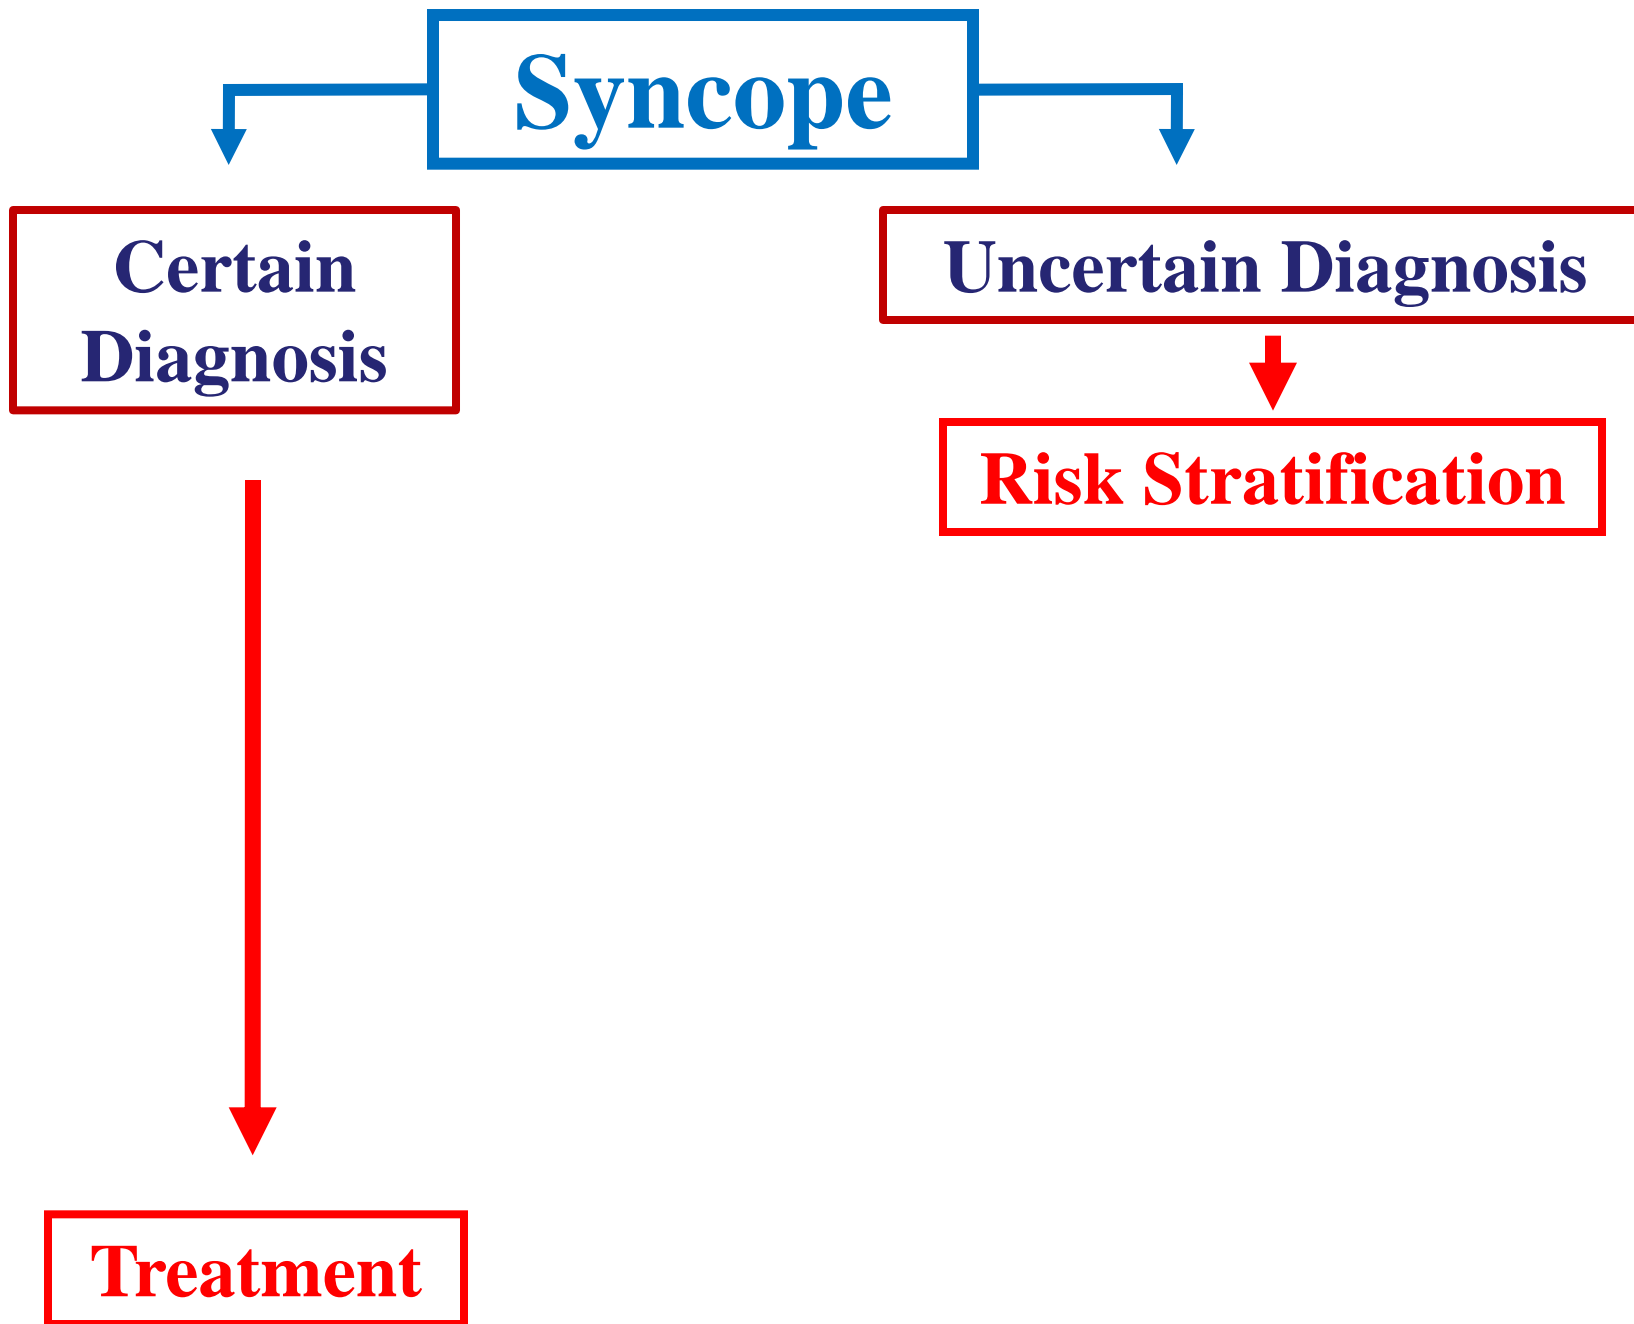 Syncope
Certain
Diagnosis
Uncertain Diagnosis
Risk Stratification
Treatment